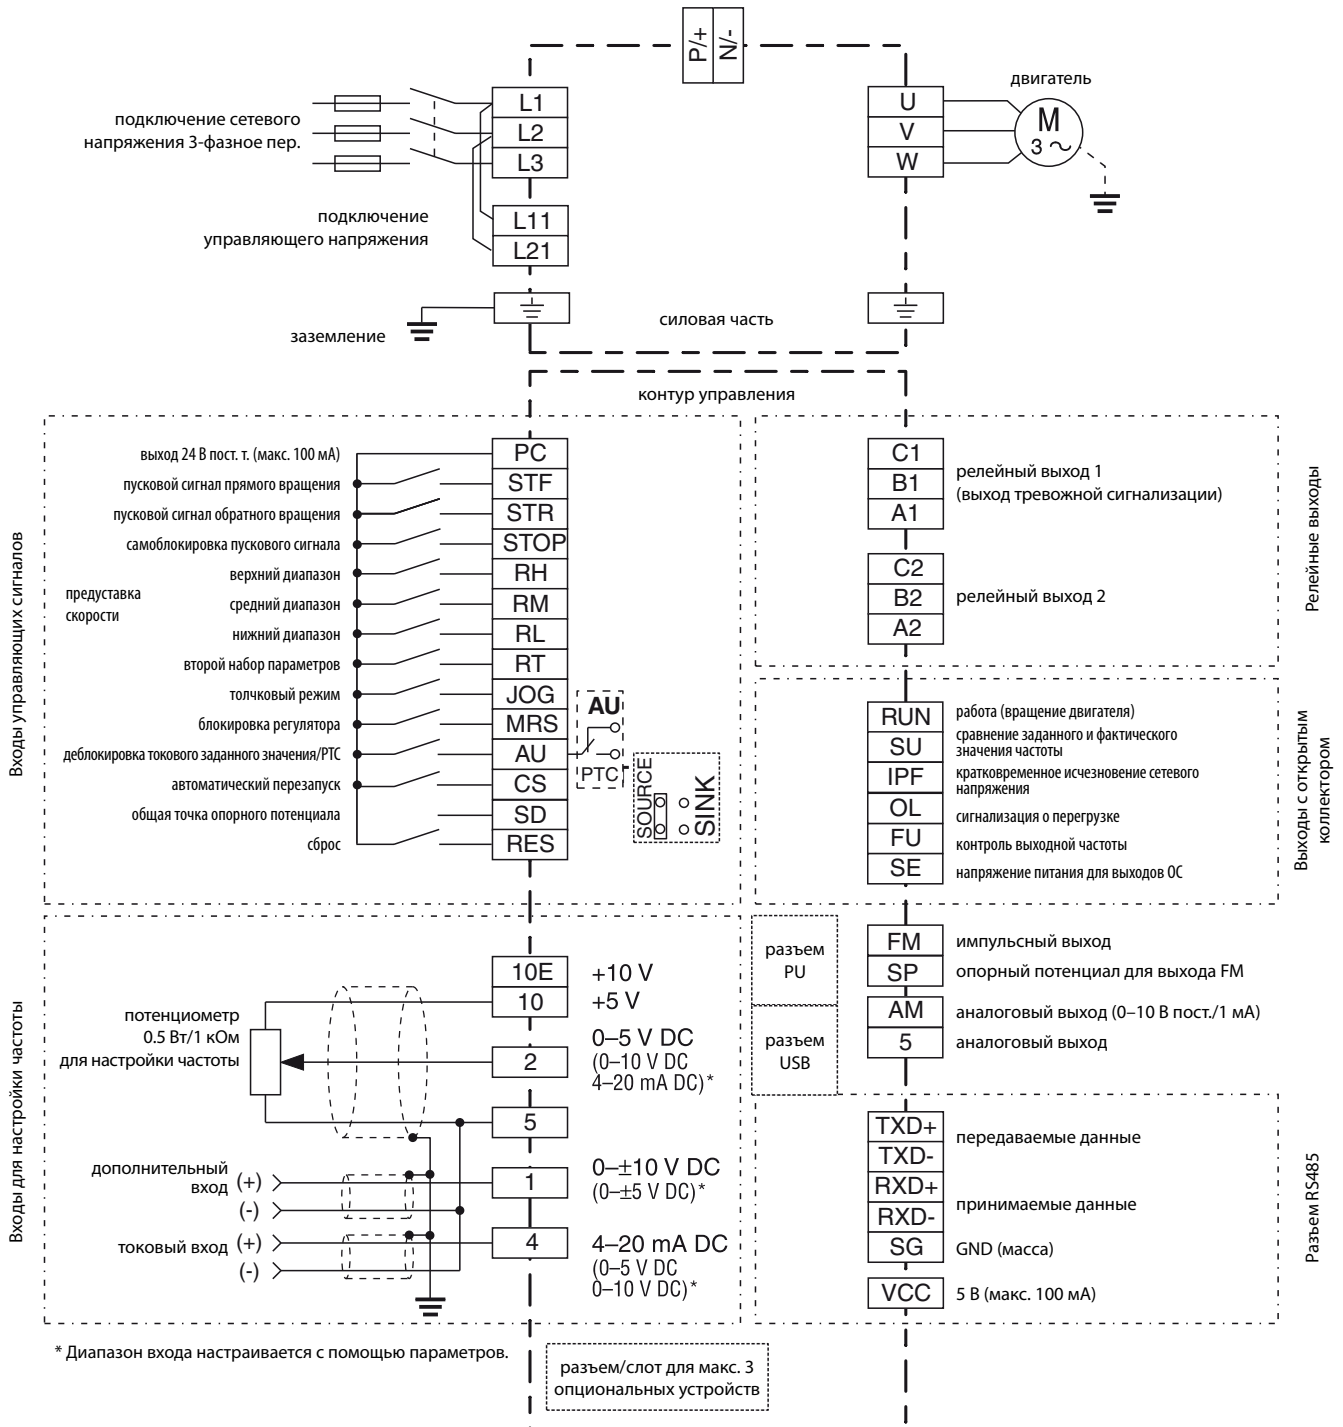 P/+
N/-
двигатель
подключение сетевого
напряжения 3-фазное пер.
L1
L2
L3
U
V
W
M
3 ~
подключение
управляющего напряжения
L11
L21
заземление
силовая часть
контур управления
Входы управляющих сигналов
выход 24 В пост. т. (макс. 100 мА)
PC
пусковой сигнал прямого вращения
STF
пусковой сигнал обратного вращения
STR
самоблокировка пускового сигнала
STOP
предуставка
скорости
верхний диапазон
RH
средний диапазон
RM
нижний диапазон
RL
второй набор параметров
RT
толчковый режим
JOG
блокировка регулятора
MRS
деблокировка токового заданного значения/PTC
AU
автоматический перезапуск
CS
общая точка опорного потенциала
SD
сброс
RES
AU
PTC
SOURCE
SINK
C1
B1
A1
релейный выход 1
(выход тревожной сигнализации)
C2
B2
A2
релейный выход 2
Релейные выходы
RUN
работа (вращение двигателя)
SU
сравнение заданного и фактического
значения частоты
IPF
кратковременное исчезновение сетевого
напряжения
OL
сигнализация о перегрузке
FU
контроль выходной частоты
SE
напряжение питания для выходов ОС
Выходы с открытым
коллектором
Входы для настройки частоты
потенциометр
0.5 Вт/1 кОм
для настройки частоты
10E
+10 V
10
+5 V
2
0–5 V DC
(0–10 V DC
4–20 mA DC)*
5
дополнительный
вход
(+)
(-)
1
0–±10 V DC
(0–±5 V DC)*
токовый вход
(+)
(-)
4
4–20 mA DC
(0–5 V DC
0–10 V DC)*
разъем
PU
разъем
USB
FM
импульсный выход
SP
опорный потенциал для выхода FM
AM
аналоговый выход (0–10 В пост./1 мА)
5
аналоговый выход
TXD+
TXD-
передаваемые данные
RXD+
RXD-
принимаемые данные
SG
GND (масса)
VCC
5 В (макс. 100 мА)
Разъем RS485
* Диапазон входа настраивается с помощью параметров.
разъем/слот для макс. 3
опциональных устройств